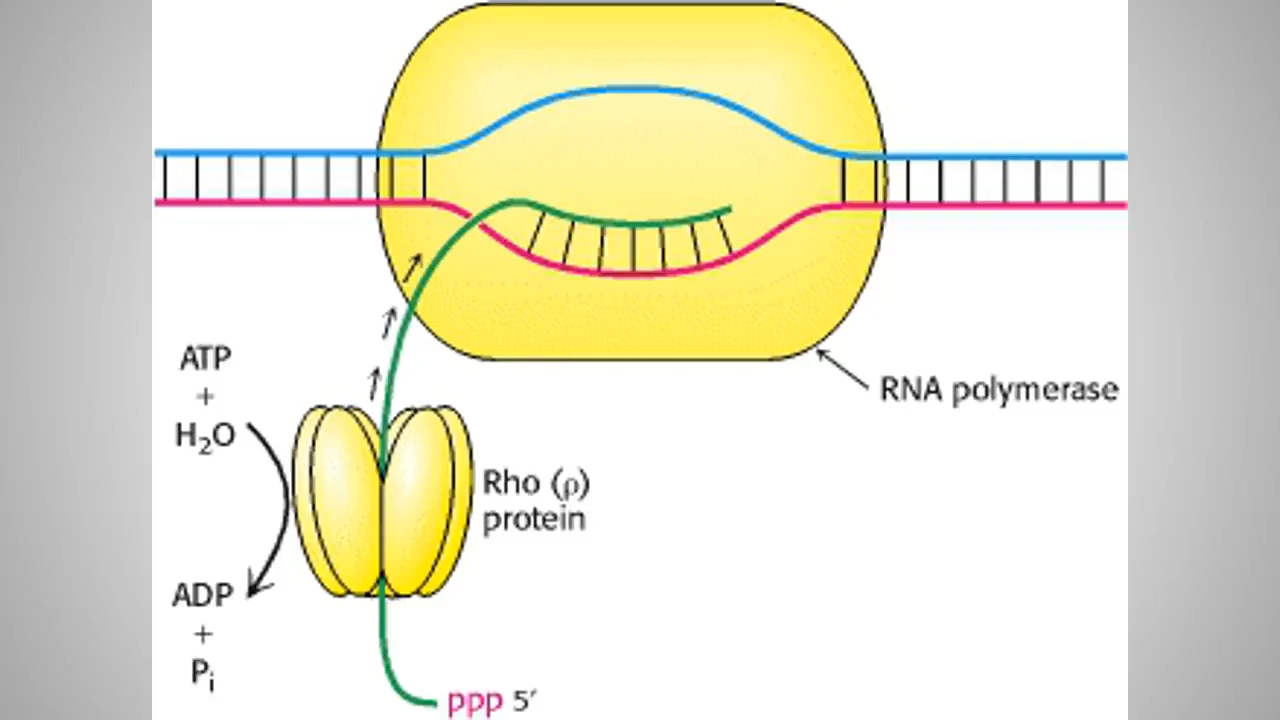 ATP
+
H₂O
ADP
+
Pᵢ
Rho (ρ)
protein
RNA polymerase
ppp 5′